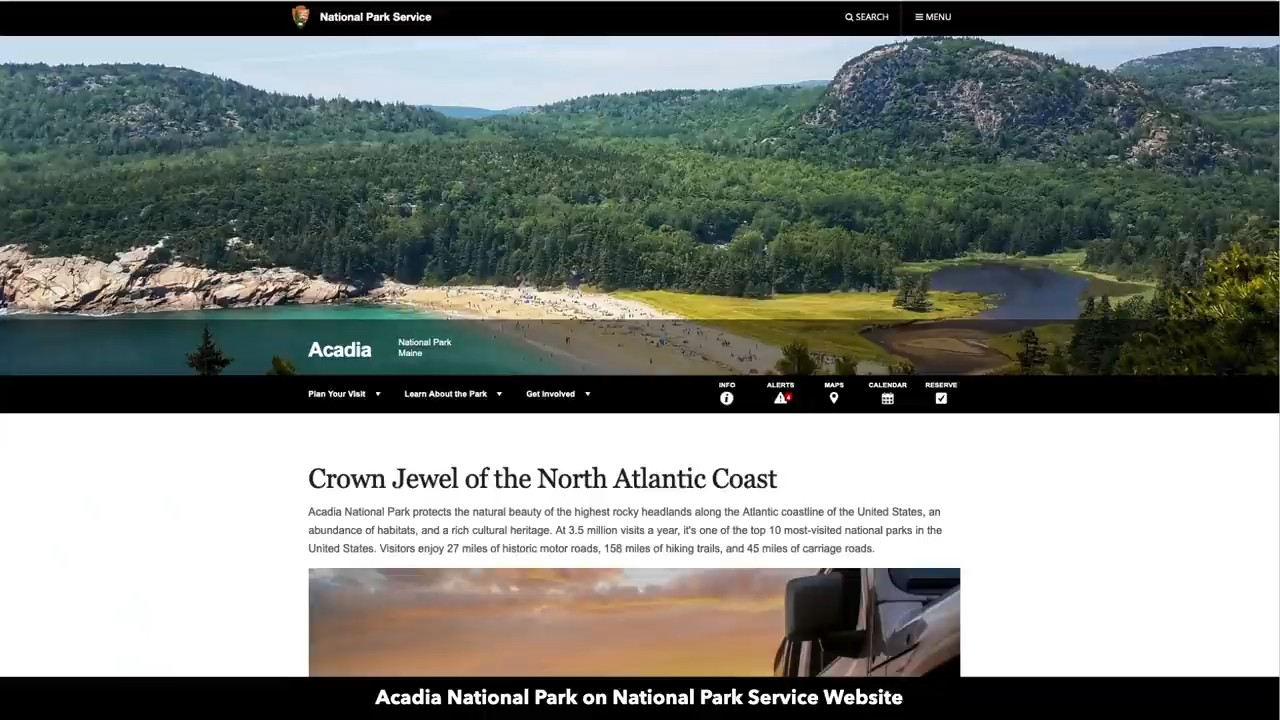 National Park Service
SEARCH
MENU
Acadia
National Park
Maine
Plan Your Visit
Learn About the Park
Get Involved
INFO
ALERTS
4
MAPS
CALENDAR
RESERVE
Crown Jewel of the North Atlantic Coast
Acadia National Park protects the natural beauty of the highest rocky headlands along the Atlantic coastline of the United States, an
abundance of habitats, and a rich cultural heritage. At 3.5 million visits a year, it's one of the top 10 most-visited national parks in the
United States. Visitors enjoy 27 miles of historic motor roads, 158 miles of hiking trails, and 45 miles of carriage roads.
Acadia National Park on National Park Service Website